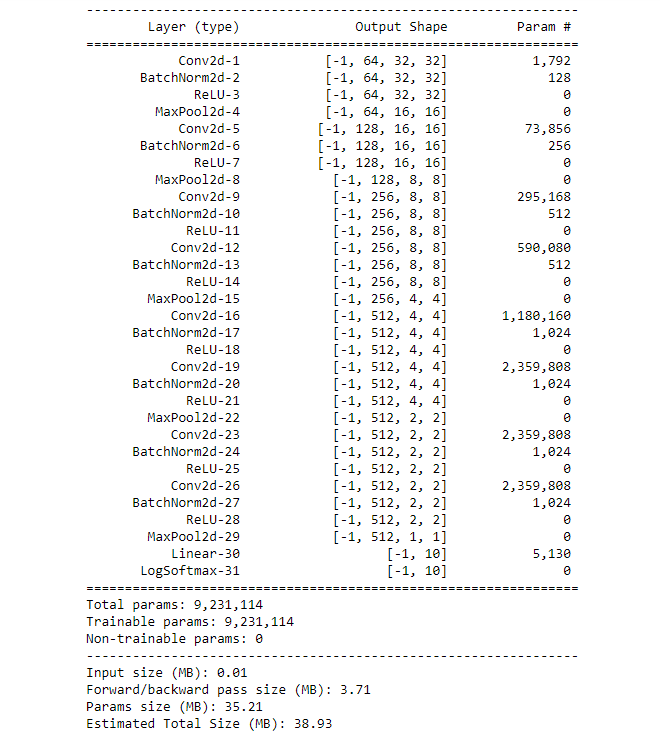 ----------------------------------------------------------------
        Layer (type)               Output Shape         Param #
================================================================
            Conv2d-1           [-1, 64, 32, 32]           1,792
       BatchNorm2d-2           [-1, 64, 32, 32]             128
              ReLU-3           [-1, 64, 32, 32]               0
         MaxPool2d-4           [-1, 64, 16, 16]               0
            Conv2d-5          [-1, 128, 16, 16]          73,856
       BatchNorm2d-6          [-1, 128, 16, 16]             256
              ReLU-7          [-1, 128, 16, 16]               0
         MaxPool2d-8            [-1, 128, 8, 8]               0
            Conv2d-9            [-1, 256, 8, 8]         295,168
      BatchNorm2d-10            [-1, 256, 8, 8]             512
             ReLU-11            [-1, 256, 8, 8]               0
           Conv2d-12            [-1, 256, 8, 8]         590,080
      BatchNorm2d-13            [-1, 256, 8, 8]             512
             ReLU-14            [-1, 256, 8, 8]               0
        MaxPool2d-15            [-1, 256, 4, 4]               0
           Conv2d-16            [-1, 512, 4, 4]       1,180,160
      BatchNorm2d-17            [-1, 512, 4, 4]           1,024
             ReLU-18            [-1, 512, 4, 4]               0
           Conv2d-19            [-1, 512, 4, 4]       2,359,808
      BatchNorm2d-20            [-1, 512, 4, 4]           1,024
             ReLU-21            [-1, 512, 4, 4]               0
        MaxPool2d-22            [-1, 512, 2, 2]               0
           Conv2d-23            [-1, 512, 2, 2]       2,359,808
      BatchNorm2d-24            [-1, 512, 2, 2]           1,024
             ReLU-25            [-1, 512, 2, 2]               0
           Conv2d-26            [-1, 512, 2, 2]       2,359,808
      BatchNorm2d-27            [-1, 512, 2, 2]           1,024
             ReLU-28            [-1, 512, 2, 2]               0
        MaxPool2d-29            [-1, 512, 1, 1]               0
           Linear-30                   [-1, 10]           5,130
       LogSoftmax-31                   [-1, 10]               0
================================================================
Total params: 9,231,114
Trainable params: 9,231,114
Non-trainable params: 0
----------------------------------------------------------------
Input size (MB): 0.01
Forward/backward pass size (MB): 3.71
Params size (MB): 35.21
Estimated Total Size (MB): 38.93